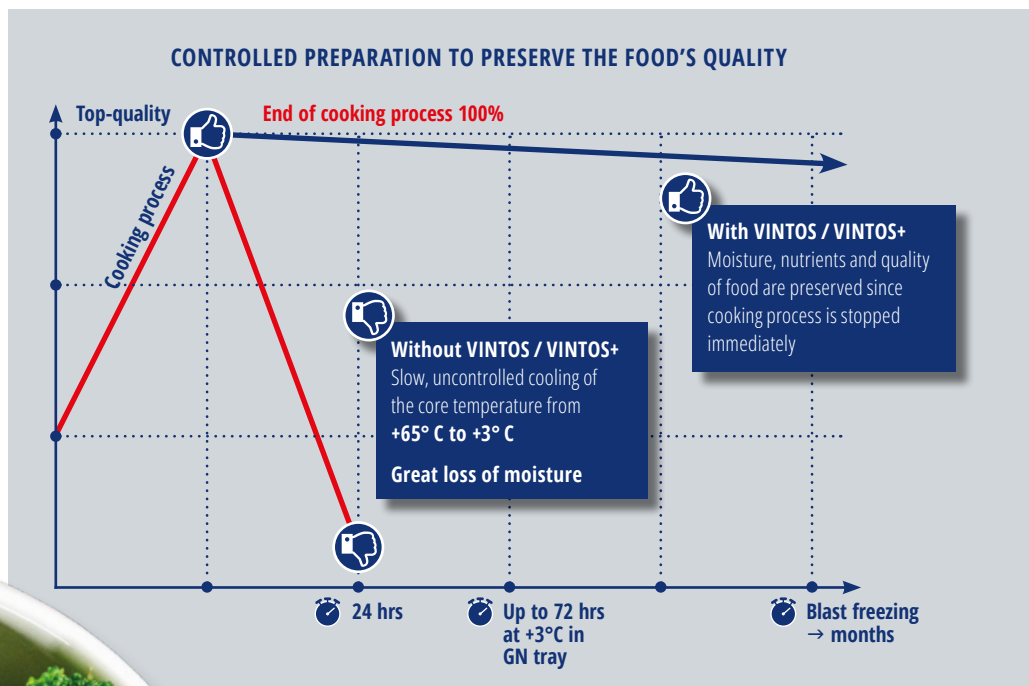 CONTROLLED PREPARATION TO PRESERVE THE FOOD'S QUALITY
Top-quality
End of cooking process 100%
Cooking process
With VINTOS / VINTOS+
Moisture, nutrients and quality
of food are preserved since
cooking process is stopped
immediately
Without VINTOS / VINTOS+
Slow, uncontrolled cooling of
the core temperature from
+65° C to +3° C
Great loss of moisture
24 hrs
Up to 72 hrs
at +3°C in
GN tray
Blast freezing
→ months